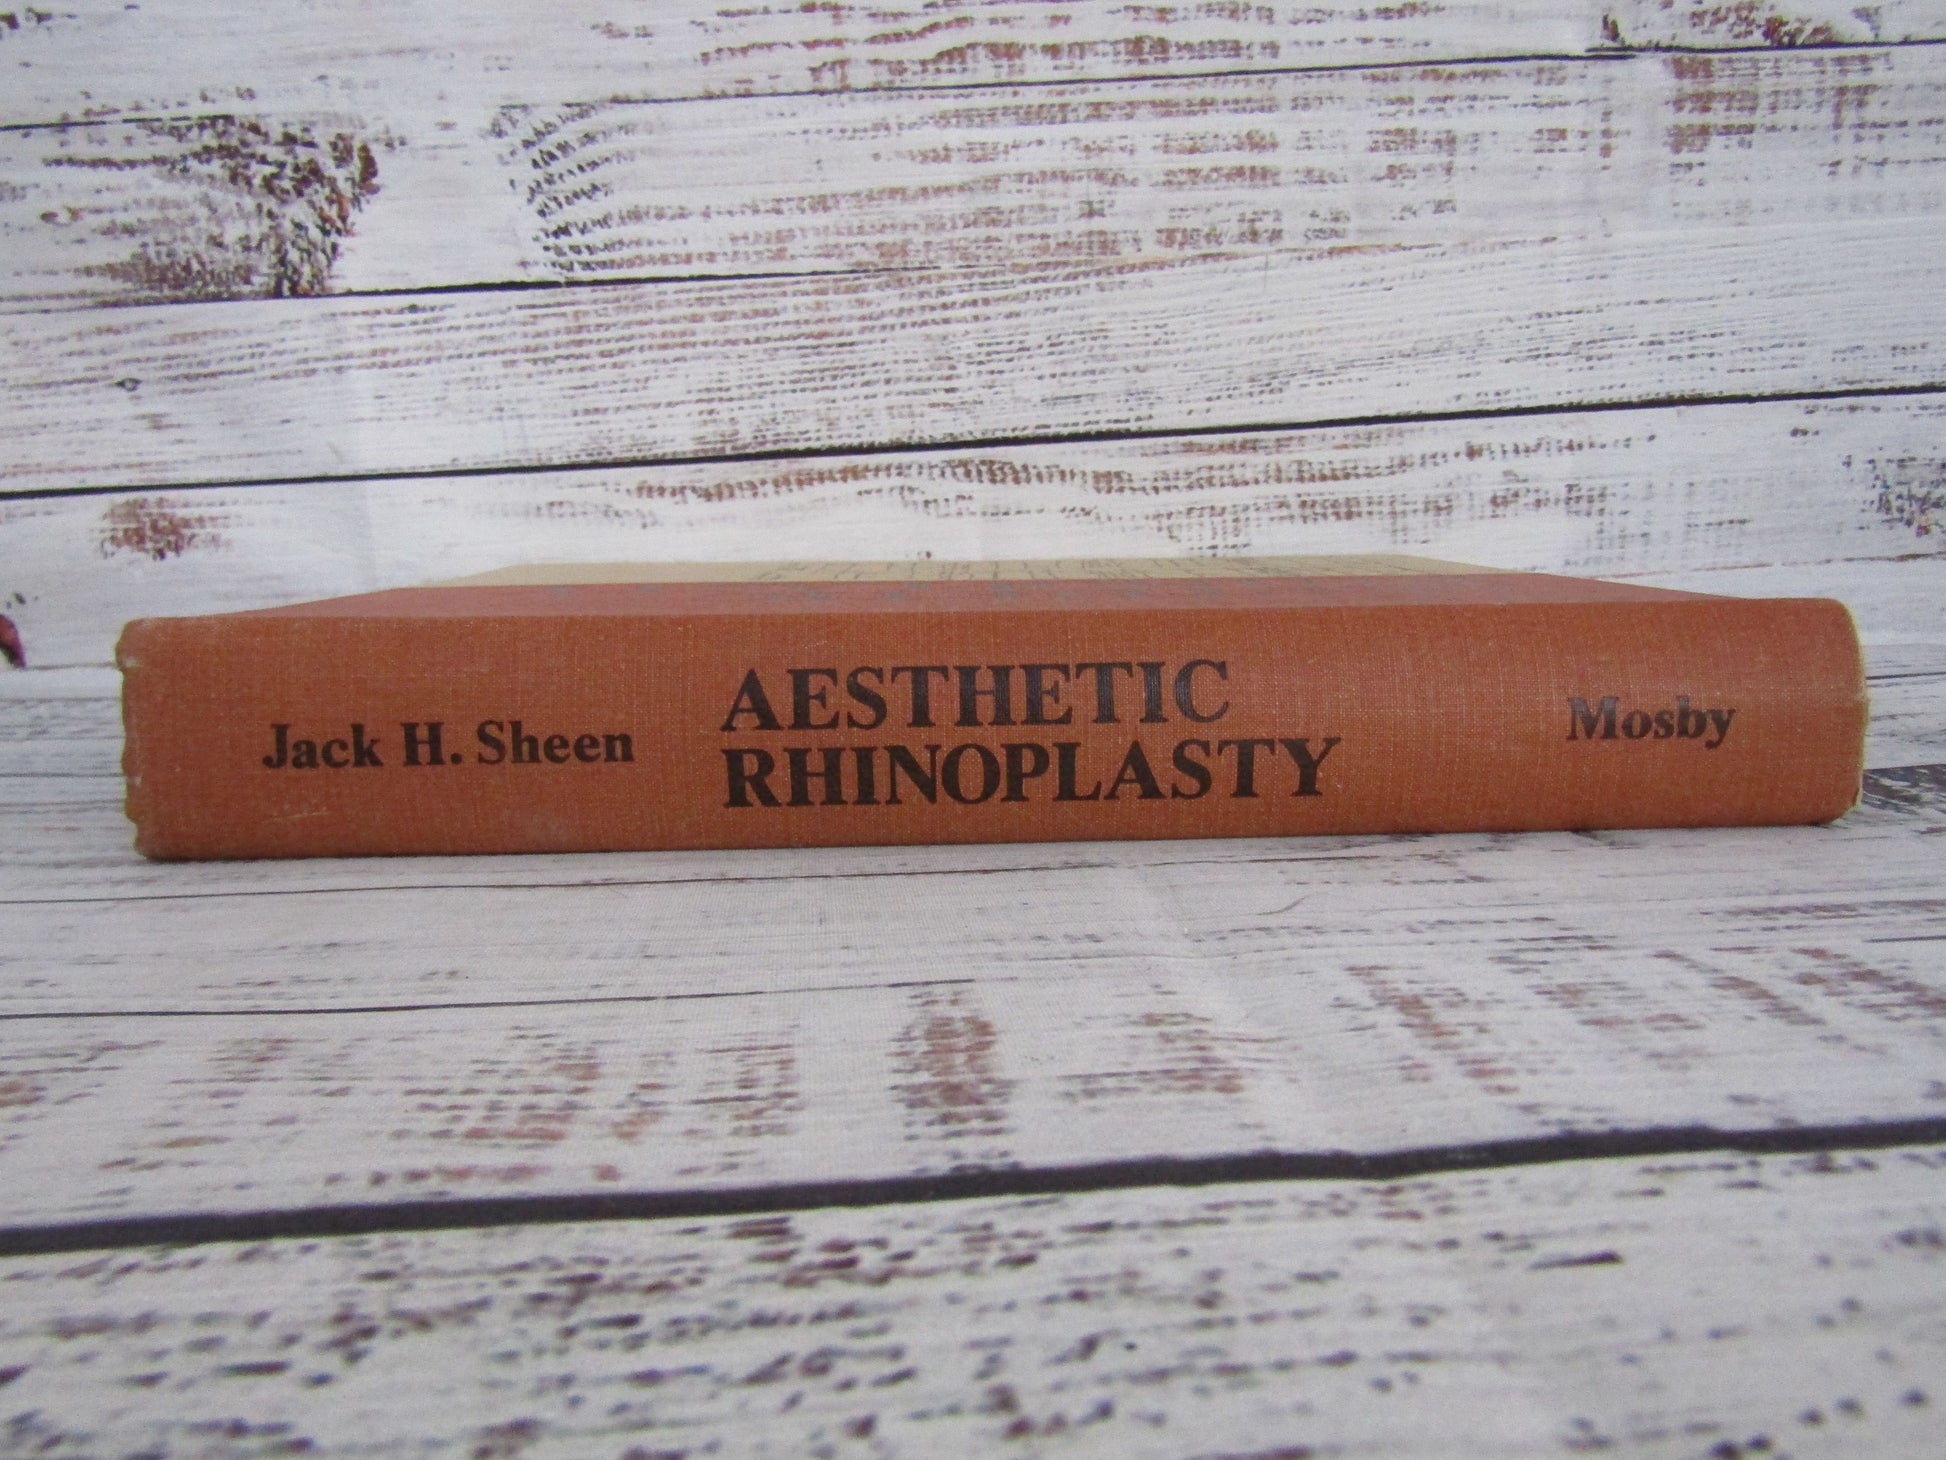 Jack H. Sheen
AESTHETIC
RHINOPLASTY
Mosby